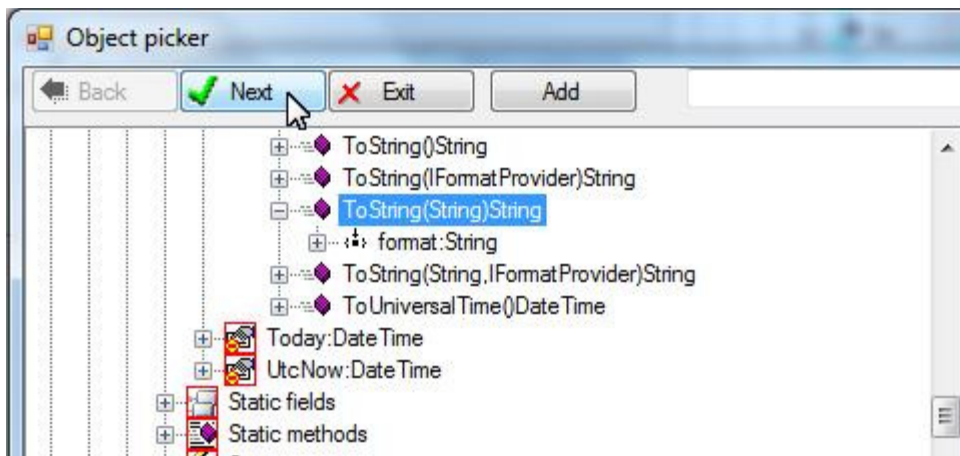 Object picker
Back Next Exit Add
ToString()String
ToString(IFormatProvider)String
ToString(String)String
format:String
ToString(String,IFormatProvider)String
ToUniversalTime()DateTime
Today:DateTime
UtcNow:DateTime
Static fields
Static methods